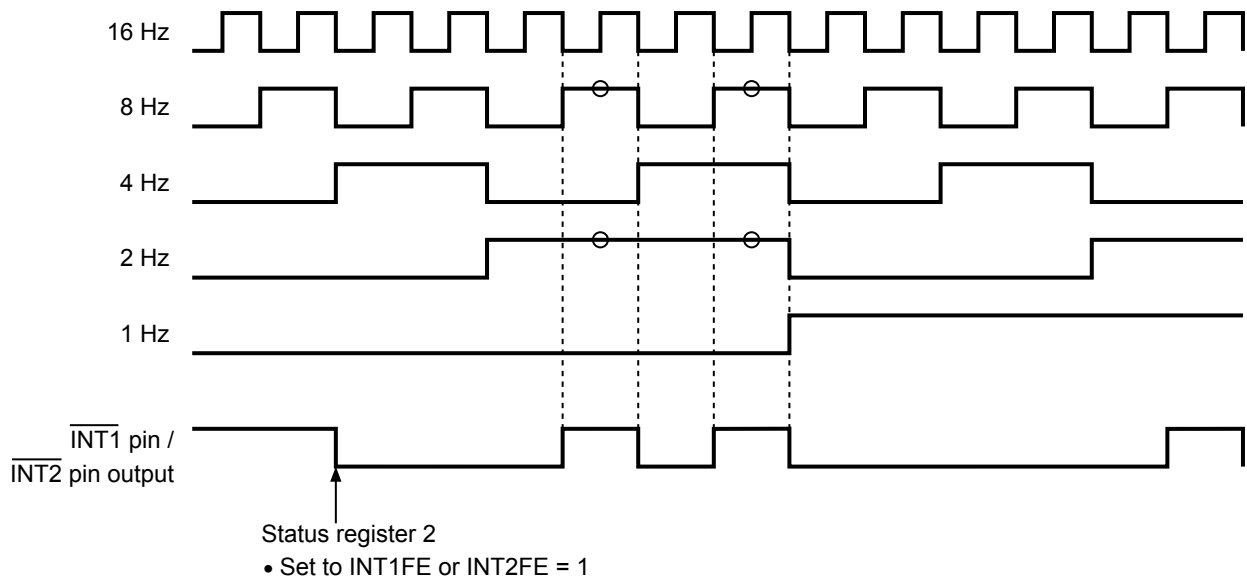 16 Hz
8 Hz
4 Hz
2 Hz
1 Hz
INT1 pin /
INT2 pin output
Status register 2
• Set to INT1FE or INT2FE = 1